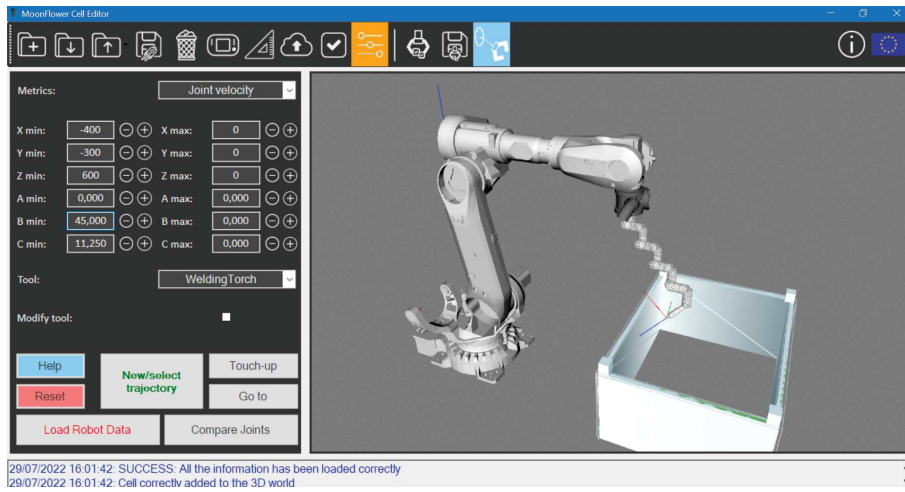 MoonFlower Cell Editor
Metrics: Joint velocity
X min: -400 X max: 0
Y min: -300 Y max: 0
Z min: 600 Z max: 0
A min: 0,000 A max: 0,000
B min: 45,000 B max: 0,000
C min: 11,250 C max: 0,000
Tool: WeldingTorch
Modify tool:
Help
New/select
trajectory
Touch-up
Reset
Go to
Load Robot Data
Compare Joints
29/07/2022 16:01:42: SUCCESS: All the information has been loaded correctly
29/07/2022 16:01:42: Cell correctly added to the 3D world